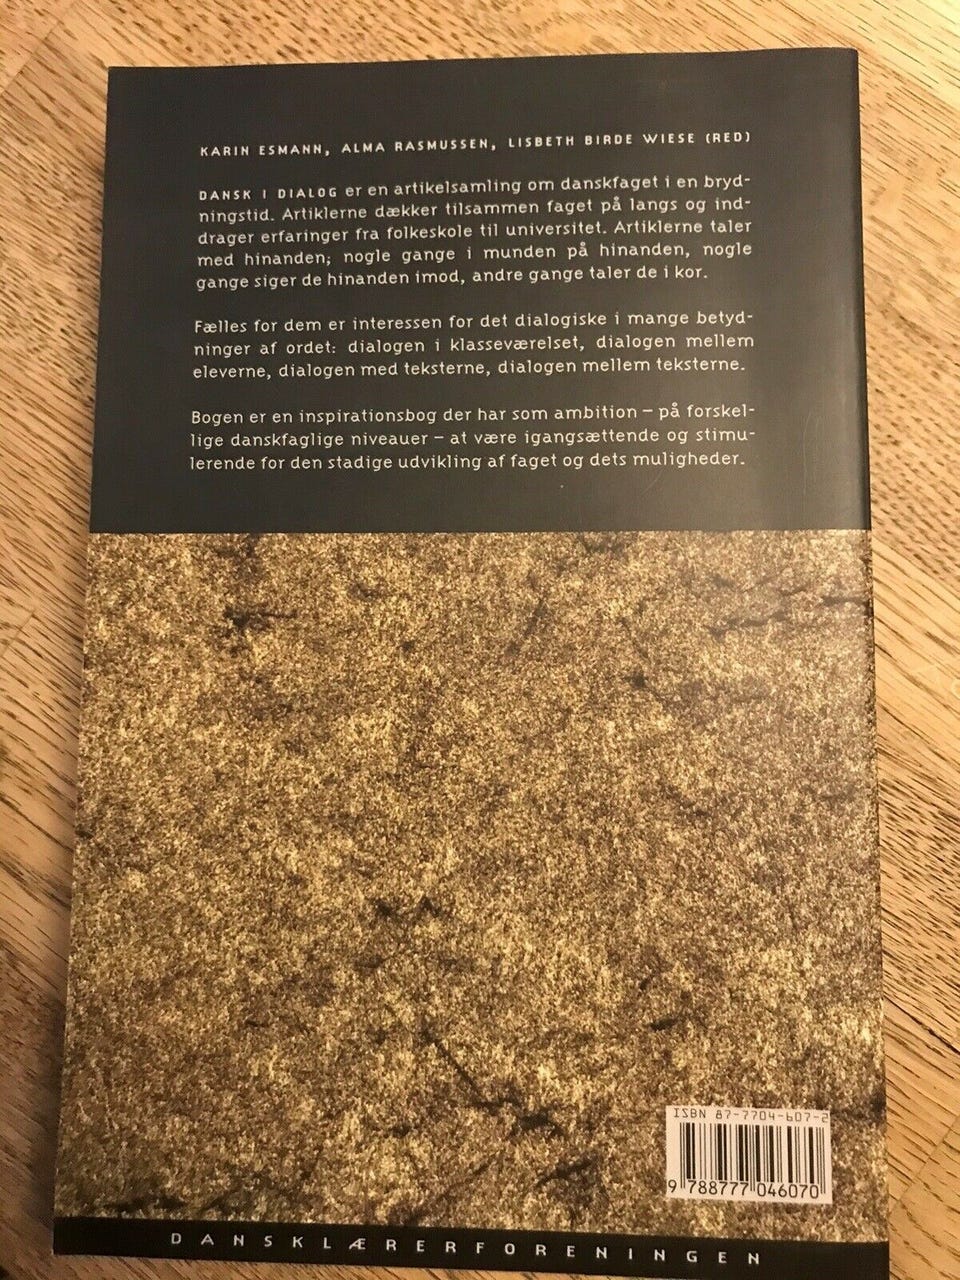 KARIN ESMANN, ALMA RASMUSSEN, LISBETH BIRDE WIESE (RED)
DANSK I DIALOG er en artikelsamling om danskfaget i en bryd-
ningstid. Artiklerne dækker tilsammen faget på langs og ind-
drager erfaringer fra folkeskole til universitet. Artiklerne taler
med hinanden; nogle gange i munden på hinanden, nogle
gange siger de hinanden imod, andre gange taler de i kor.
Fælles for dem er interessen for det dialogiske i mange betyd-
ninger af ordet: dialogen i klasseværelset, dialogen mellem
eleverne, dialogen med teksterne, dialogen mellem teksterne.
Bogen er en inspirationsbog der har som ambition – på forskel-
lige danskfaglige niveauer – at være igangsættende og stimu-
lerende for den stadige udvikling af faget og dets muligheder.
ISBN 87-7704-607-2
9 788777 046070
DANSKLÆRERFORENINGEN